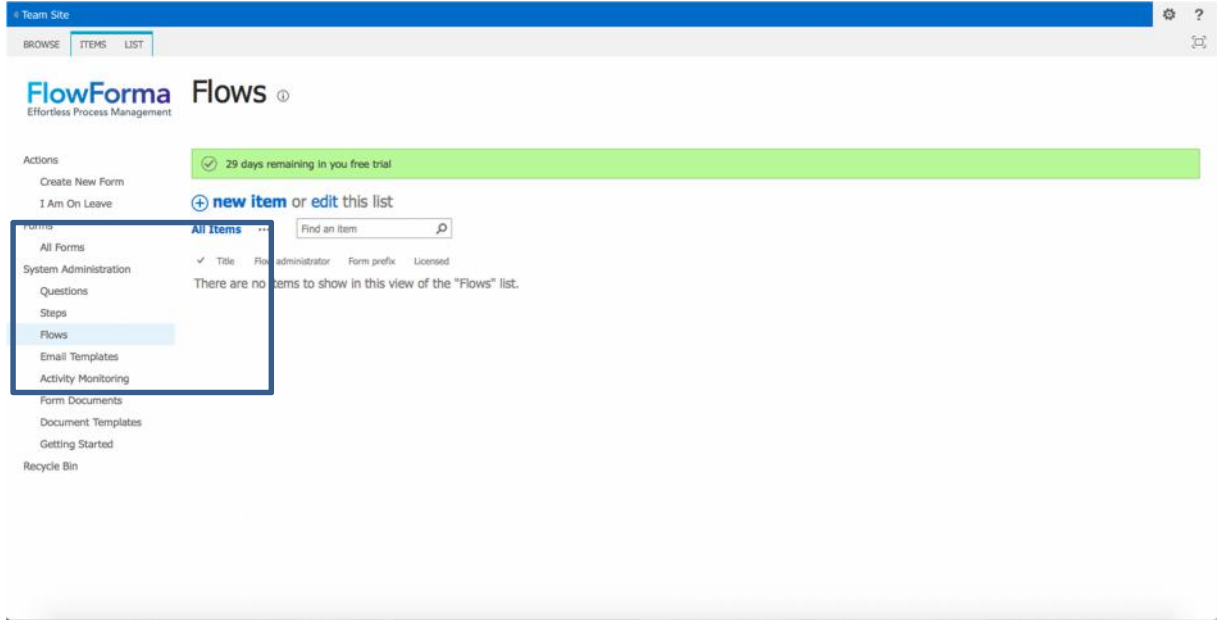 Team Site
?
BROWSE ITEMS LIST
FlowForma
Effortless Process Management
Flows
Actions
Create New Form
I Am On Leave
Forms
All Forms
System Administration
Questions
Steps
Flows
Email Templates
Activity Monitoring
Form Documents
Document Templates
Getting Started
Recycle Bin
29 days remaining in you free trial
new item or edit this list
All Items ... Find an item
Title Flow administrator Form prefix Licensed
There are no items to show in this view of the "Flows" list.